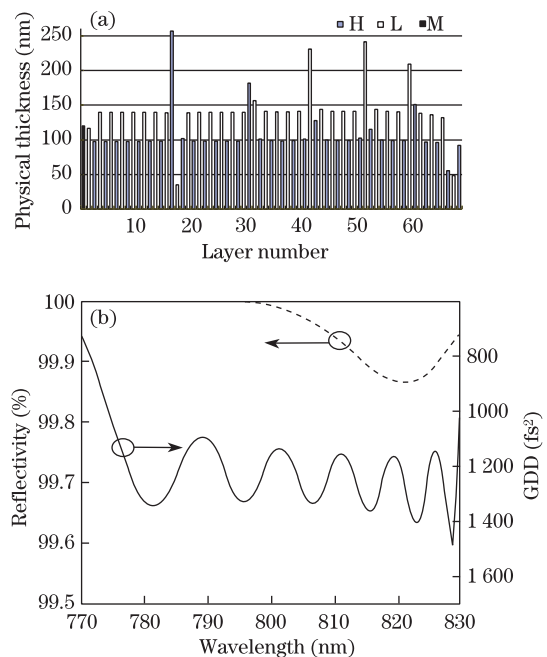 (a)
H L M
Physical thickness (nm)
250
200
150
100
50
0
10 20 30 40 50 60
Layer number
(b)
Reflectivity (%)
100
99.9
99.8
99.7
99.6
99.5
800
1000
1200
1 400
1 600
GDD (fs²)
770 780 790 800 810 820 830
Wavelength (nm)